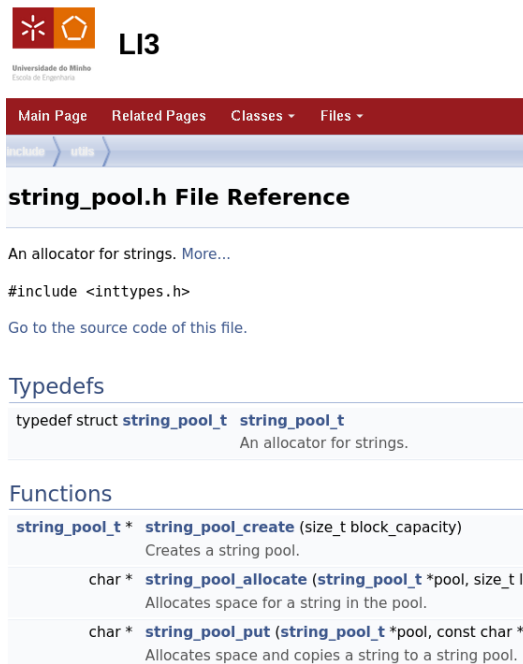 LI3
Universidade do Minho
Escola de Engenharia
Main Page Related Pages Classes Files
include utils
string_pool.h File Reference
An allocator for strings. More...
#include <inttypes.h>
Go to the source code of this file.
Typedefs
typedef struct string_pool_t string_pool_t
An allocator for strings.
Functions
string_pool_t * string_pool_create (size_t block_capacity)
Creates a string pool.
char * string_pool_allocate (string_pool_t *pool, size_t l
Allocates space for a string in the pool.
char * string_pool_put (string_pool_t *pool, const char *
Allocates space and copies a string to a string pool.